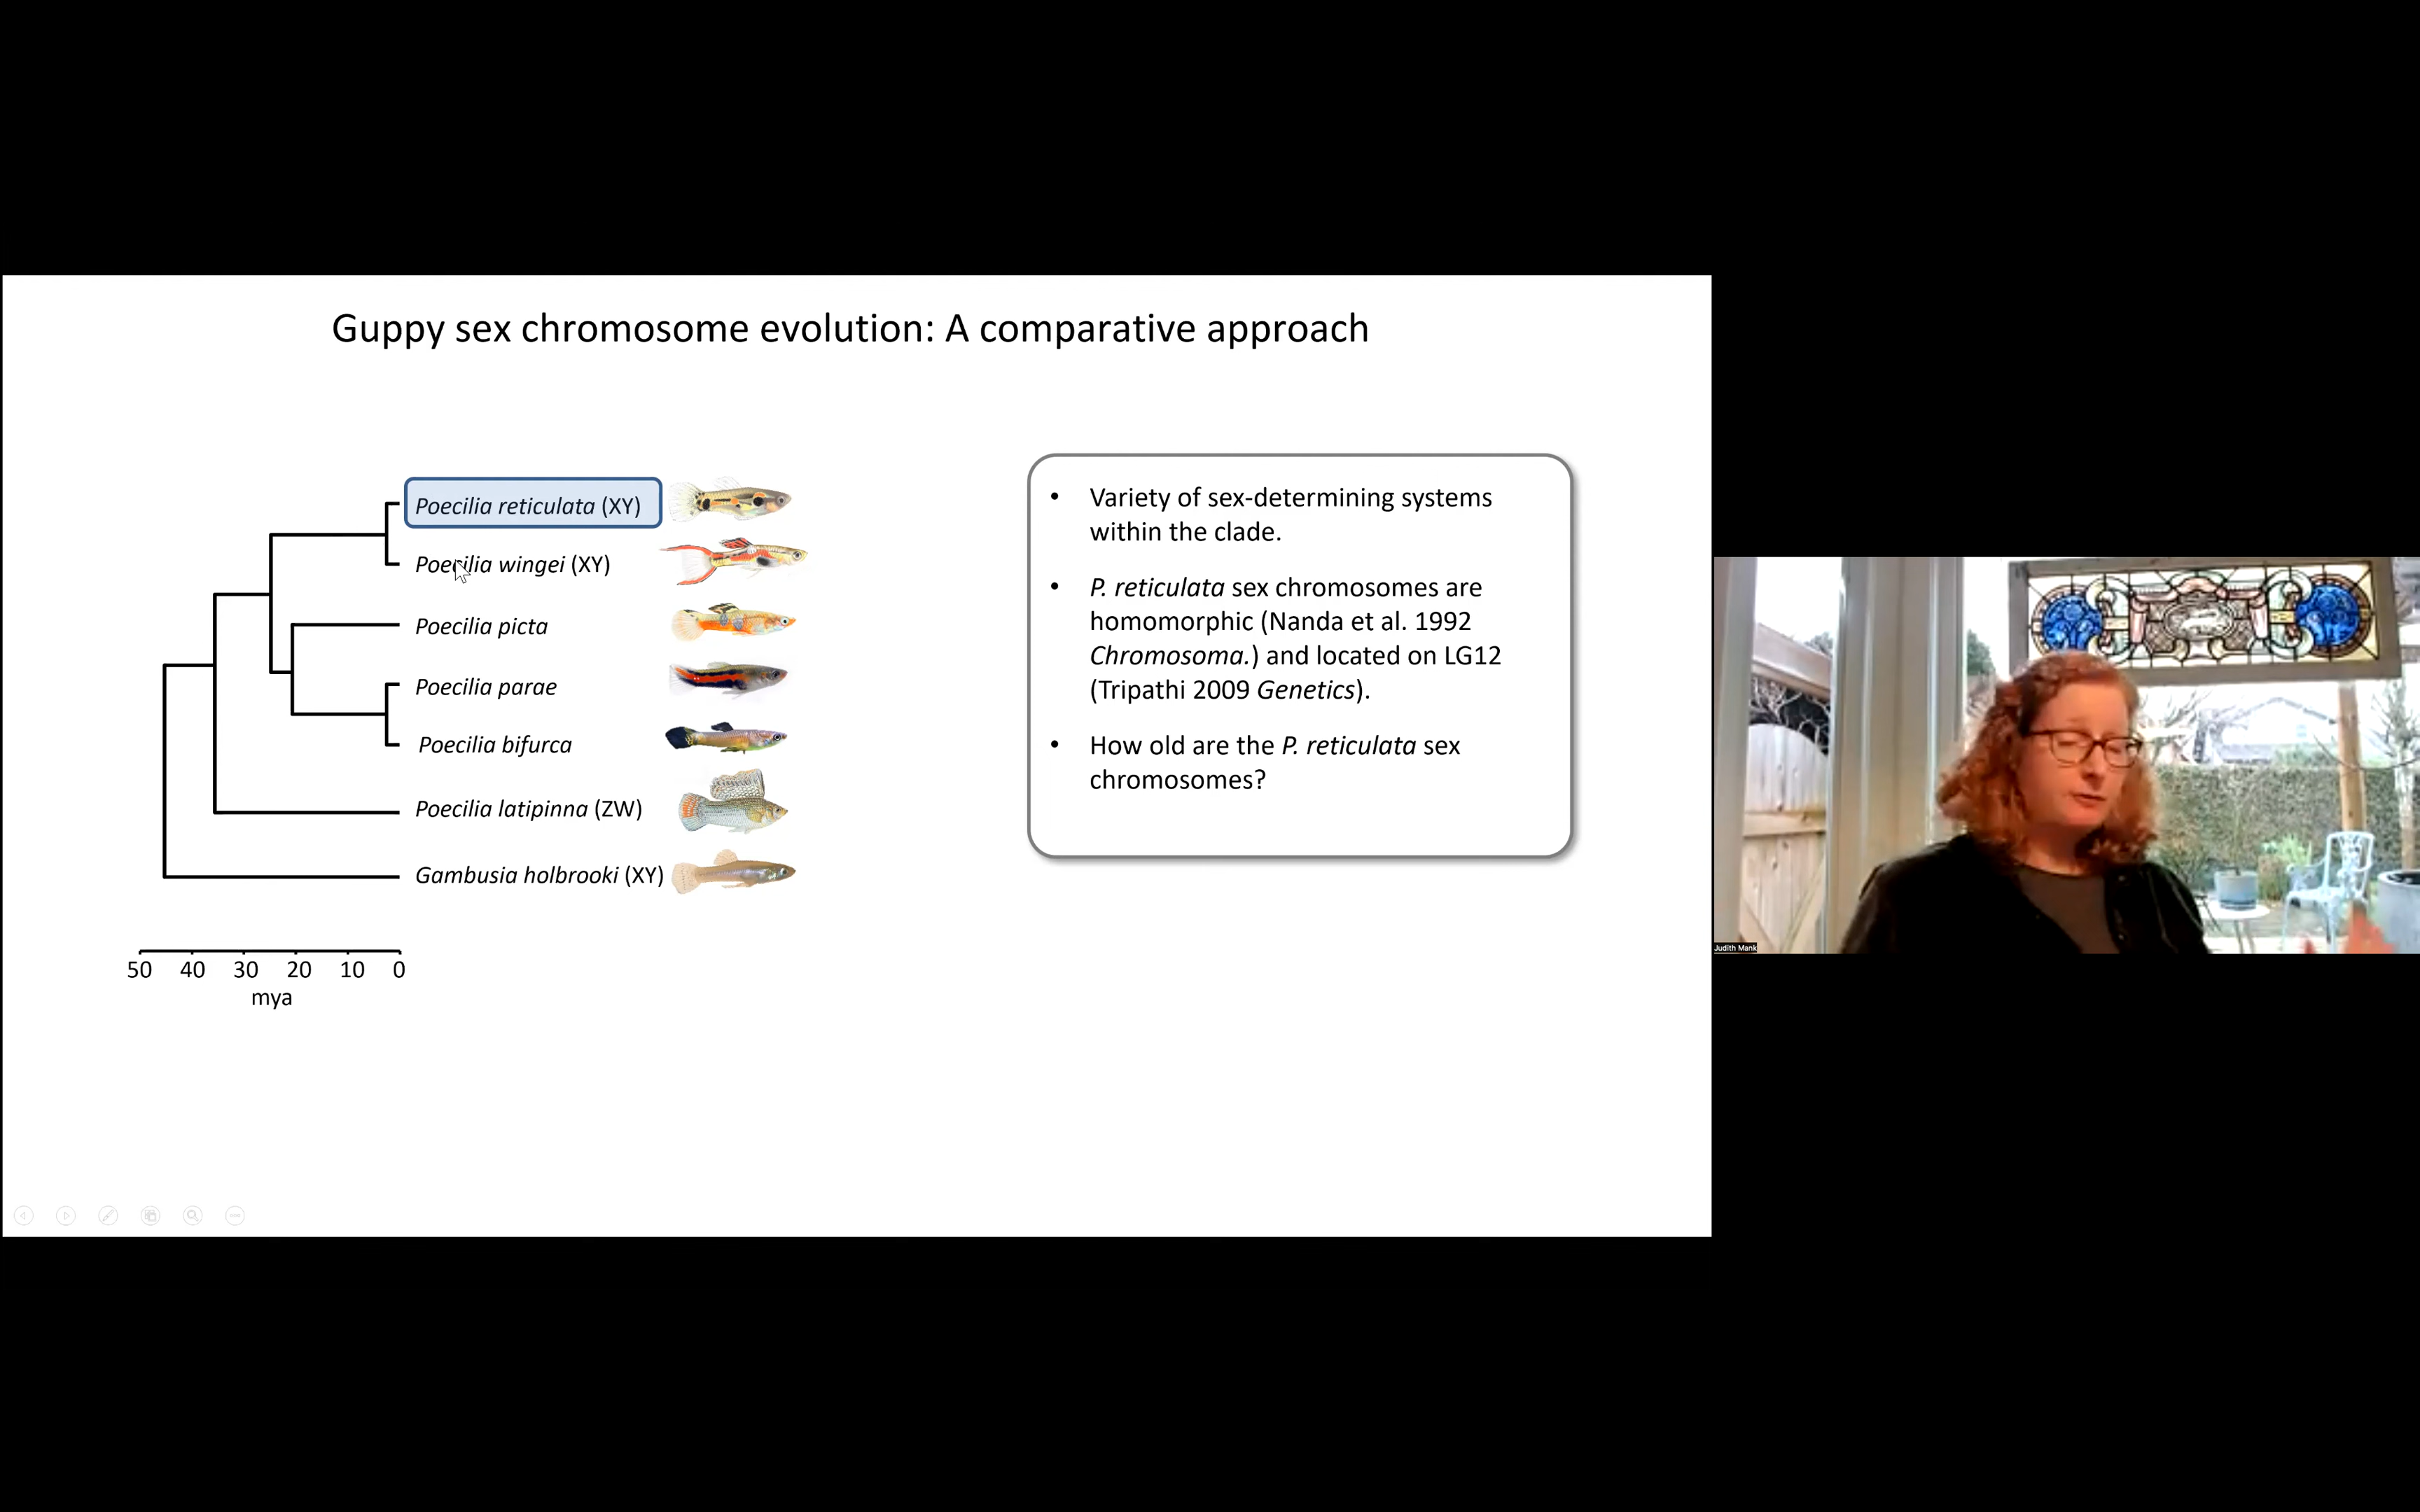 Guppy sex chromosome evolution: A comparative approach
Poecilia reticulata (XY)
Poecilia wingei (XY)
Poecilia picta
Poecilia parae
Poecilia bifurca
Poecilia latipinna (ZW)
Gambusia holbrooki (XY)
50 40 30 20 10 0
mya
• Variety of sex-determining systems
within the clade.
• P. reticulata sex chromosomes are
homomorphic (Nanda et al. 1992
Chromosoma.) and located on LG12
(Tripathi 2009 Genetics).
• How old are the P. reticulata sex
chromosomes?
Judith Mank